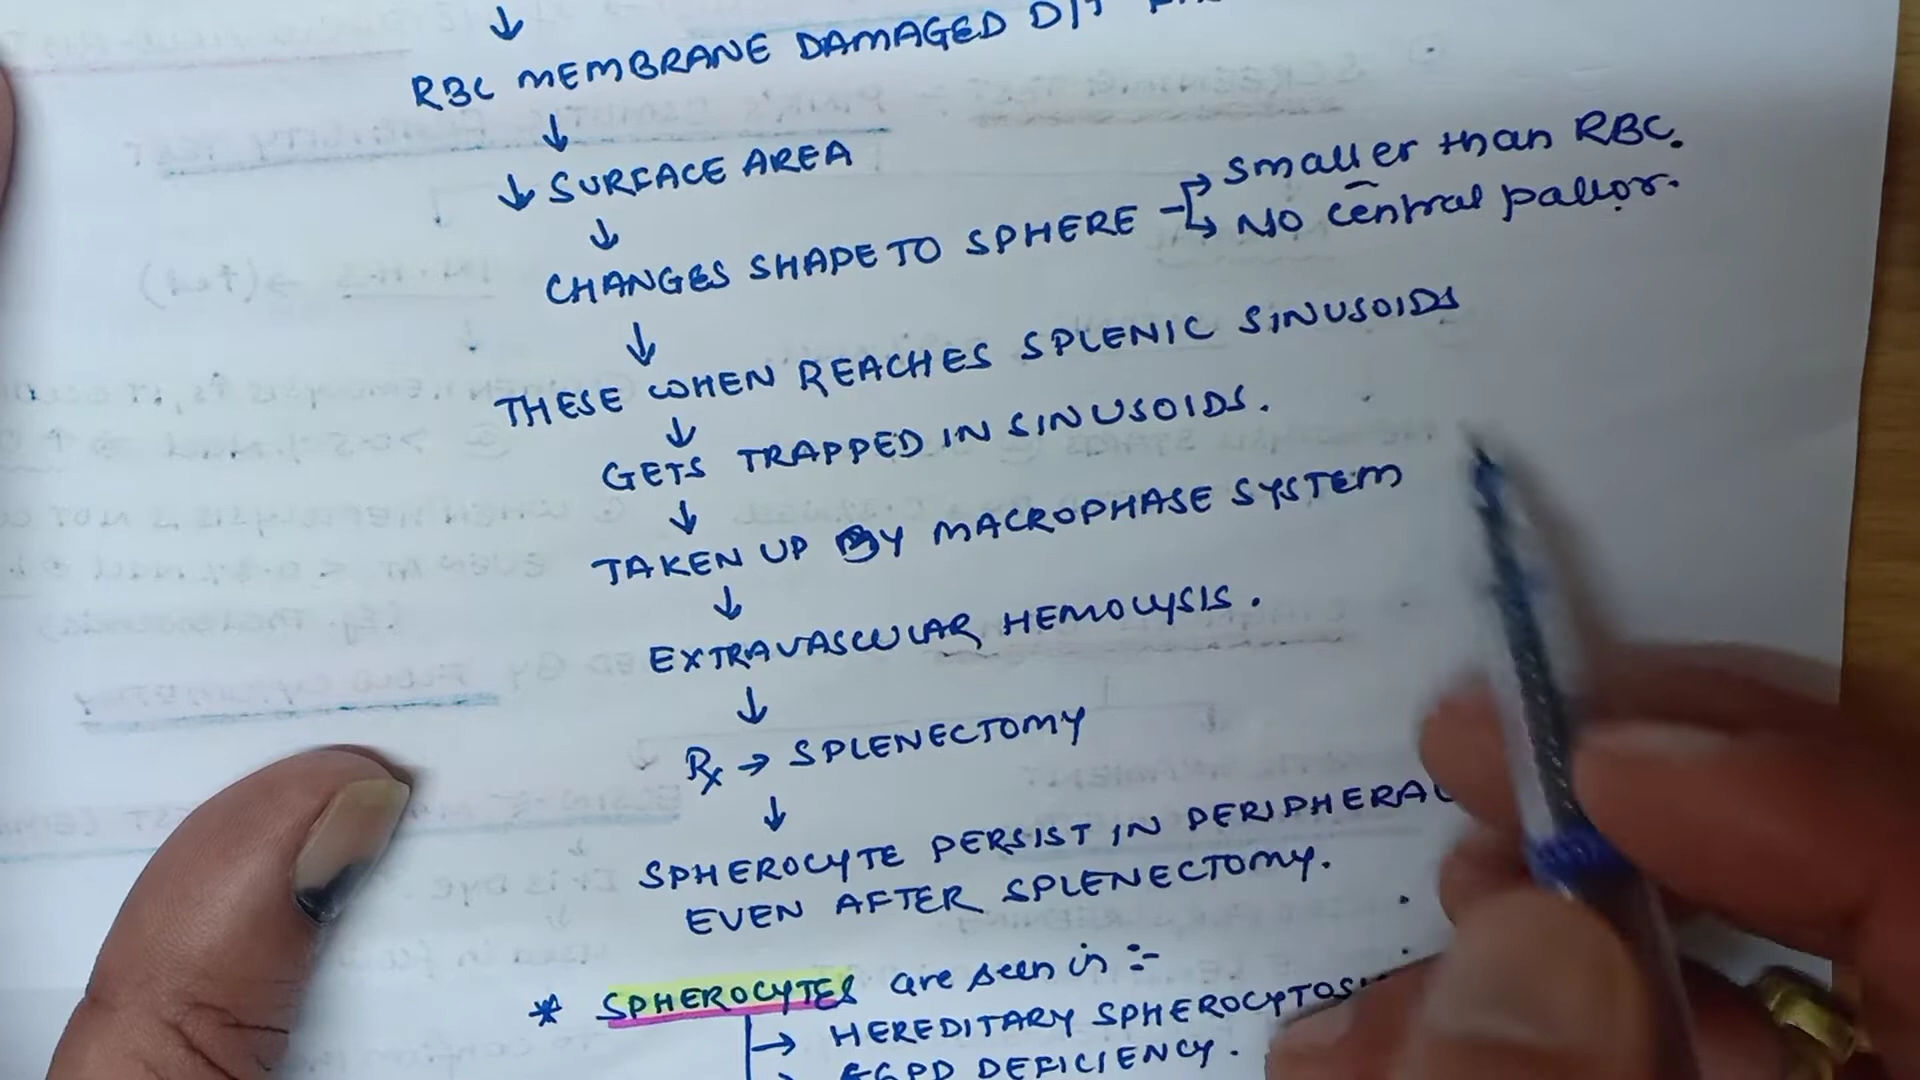 ↓
RBC MEMBRANE DAMAGED D/T
↓
↓ SURFACE AREA
↓
CHANGES SHAPE TO SPHERE → smaller than RBC.
→ NO central pallor.
↓
THESE WHEN REACHES SPLENIC SINUSOIDS
↓
GETS TRAPPED IN SINUSOIDS.
↓
TAKEN UP BY MACROPHASE SYSTEM
↓
EXTRAVASCULAR HEMOLYSIS.
↓
Rx → SPLENECTOMY
↓
SPHEROCYTE PERSIST IN PERIPHERAL
EVEN AFTER SPLENECTOMY.
* SPHEROCYTES are seen in :-
→ HEREDITARY SPHEROCYTOSI
→ G6PD DEFICIENCY.